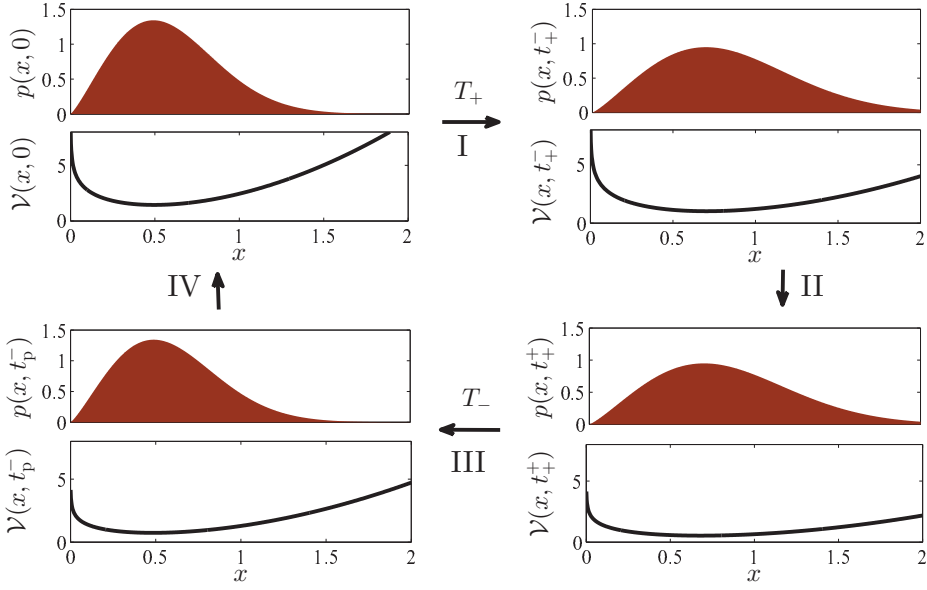 p(x, 0)
1.5
1
0.5
0
𝒱(x, 0)
5
0
0 0.5 1 1.5 2
x
T₊
I
p(x, t₊⁻)
1.5
1
0.5
0
𝒱(x, t₊⁻)
5
0
0 0.5 1 1.5 2
x
IV
II
p(x, tₚ⁻)
1.5
1
0.5
0
𝒱(x, tₚ⁻)
5
0
0 0.5 1 1.5 2
x
T₋
III
p(x, t₊⁺)
1.5
1
0.5
0
𝒱(x, t₊⁺)
5
0
0 0.5 1 1.5 2
x